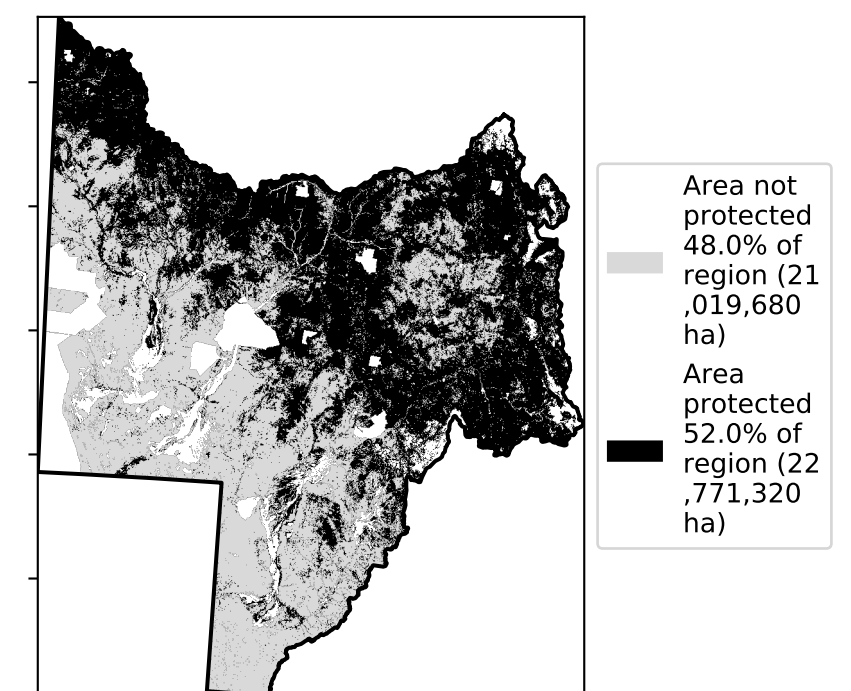 Area not
protected
48.0% of
region (21
,019,680
ha)
Area
protected
52.0% of
region (22
,771,320
ha)